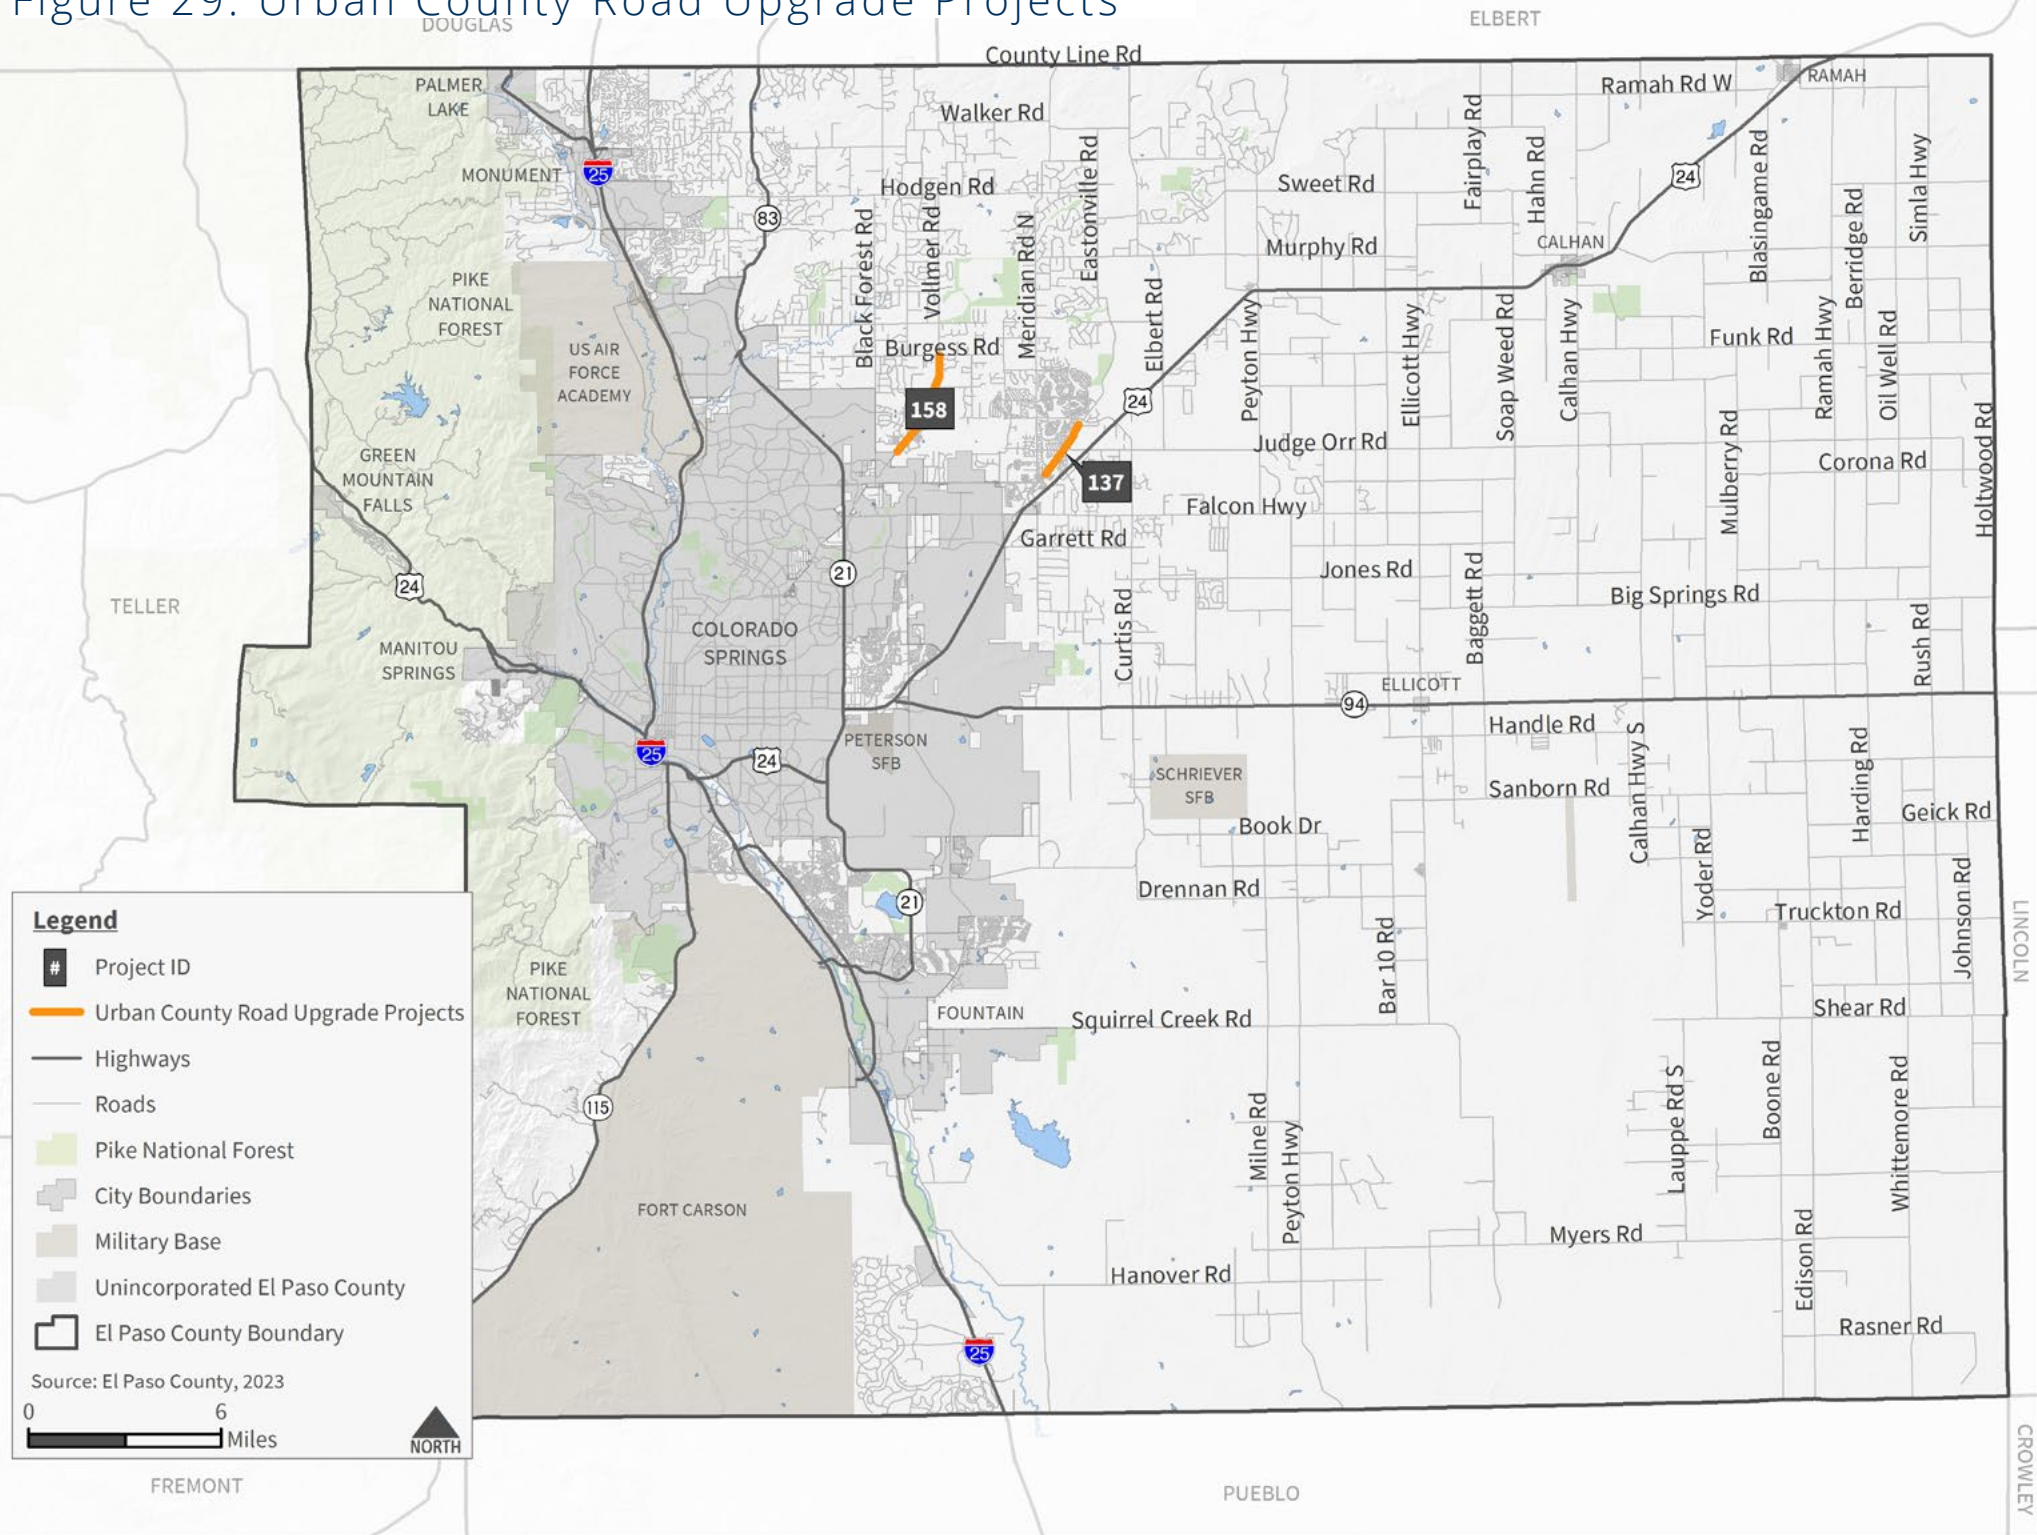 Figure 29. Urban County Road Upgrade Projects
DOUGLAS
ELBERT
County Line Rd
PALMER
LAKE
Ramah Rd W
RAMAH
Walker Rd
Fairplay Rd
Hahn Rd
Blasingame Rd
Simla Hwy
Eastonville Rd
MONUMENT
25
Hodgen Rd
Sweet Rd
24
83
Black Forest Rd
Vollmer Rd
Meridian Rd N
Murphy Rd
CALHAN
Berridge Rd
PIKE
NATIONAL
FOREST
Elbert Rd
Peyton Hwy
Ellicott Hwy
Soap Weed Rd
Calhan Hwy
Ramah Hwy
Oil Well Rd
Funk Rd
US AIR
FORCE
ACADEMY
Burgess Rd
158
24
Judge Orr Rd
Mulberry Rd
Corona Rd
Holtwood Rd
GREEN
MOUNTAIN
FALLS
137
Falcon Hwy
Garrett Rd
24
21
Jones Rd
Baggett Rd
Big Springs Rd
TELLER
Curtis Rd
Rush Rd
COLORADO
SPRINGS
MANITOU
SPRINGS
ELLICOTT
94
Handle Rd
Calhan Hwy S
Harding Rd
25
24
PETERSON
SFB
SCHRIEVER
SFB
Sanborn Rd
Geick Rd
Book Dr
Yoder Rd
Johnson Rd
Drennan Rd
21
Truckton Rd
LINCOLN
Bar 10 Rd
PIKE
NATIONAL
FOREST
FOUNTAIN
Squirrel Creek Rd
Shear Rd
115
Milne Rd
Peyton Hwy
Lauppe Rd S
Boone Rd
Whittemore Rd
FORT CARSON
Myers Rd
Edison Rd
Hanover Rd
Rasner Rd
25
Legend
# Project ID
Urban County Road Upgrade Projects
Highways
Roads
Pike National Forest
City Boundaries
Military Base
Unincorporated El Paso County
El Paso County Boundary
Source: El Paso County, 2023
0 6
Miles
NORTH
FREMONT
PUEBLO
CROWLEY